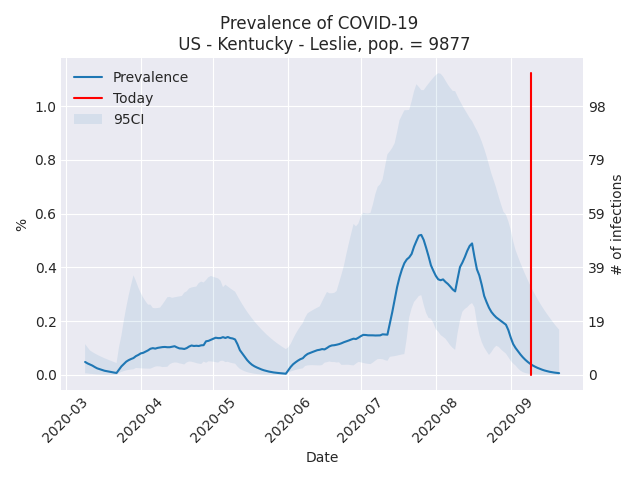 Prevalence of COVID-19
US - Kentucky - Leslie, pop. = 9877
Prevalence
Today
95CI
1.0
0.8
0.6
0.4
0.2
0.0
%
98
79
59
39
19
0
# of infections
2020-03
2020-04
2020-05
2020-06
2020-07
2020-08
2020-09
Date